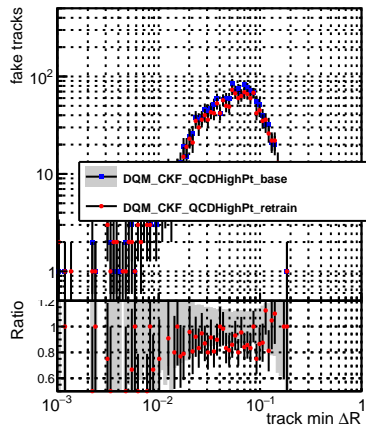 fake tracks
10²
10
1
DQM_CKF_QCDHighPt_base
DQM_CKF_QCDHighPt_retrain
Ratio
1.2
1
0.8
0.6
10⁻³ 10⁻² 10⁻¹ 1
track min ΔR